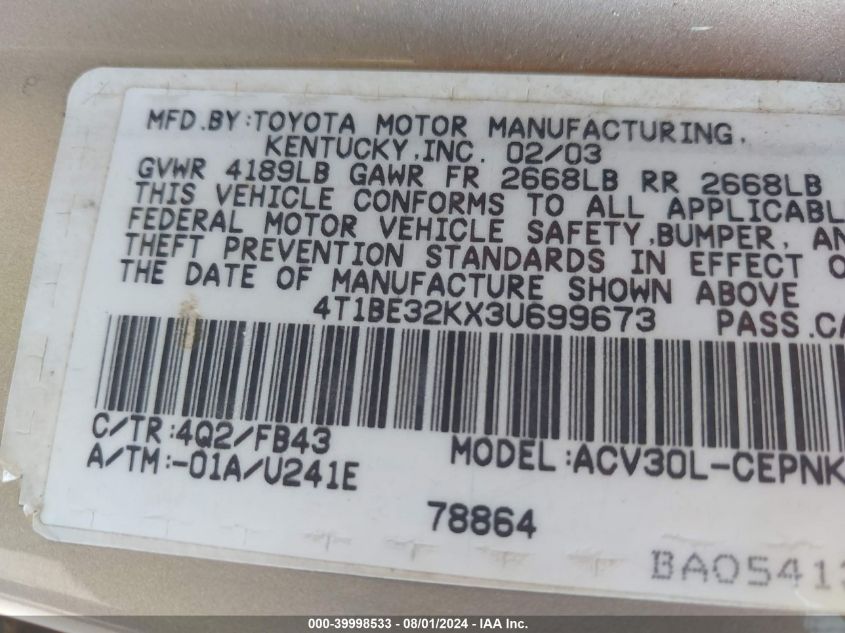 MFD.BY:TOYOTA MOTOR MANUFACTURING,
KENTUCKY,INC. 02/03
GVWR 4189LB GAWR FR 2668LB RR 2668LB
THIS VEHICLE CONFORMS TO ALL APPLICABL
FEDERAL MOTOR VEHICLE SAFETY,BUMPER, AN
THEFT PREVENTION STANDARDS IN EFFECT O
THE DATE OF MANUFACTURE SHOWN ABOVE
4T1BE32KX3U699673 PASS.CA
C/TR:4Q2/FB43
A/TM:-01A/U241E
MODEL:ACV30L-CEPNK
78864
BA0541
000-39998533 - 08/01/2024 - IAA Inc.